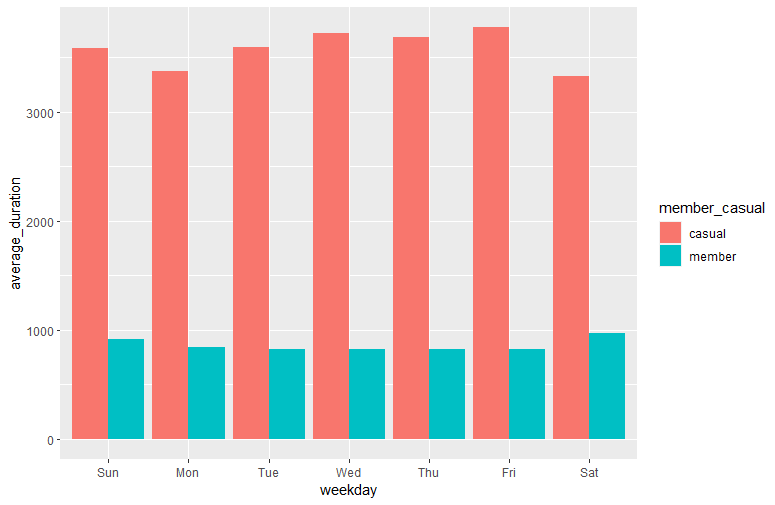 average_duration
3000
2000
1000
0
Sun Mon Tue Wed Thu Fri Sat
weekday
member_casual
casual
member